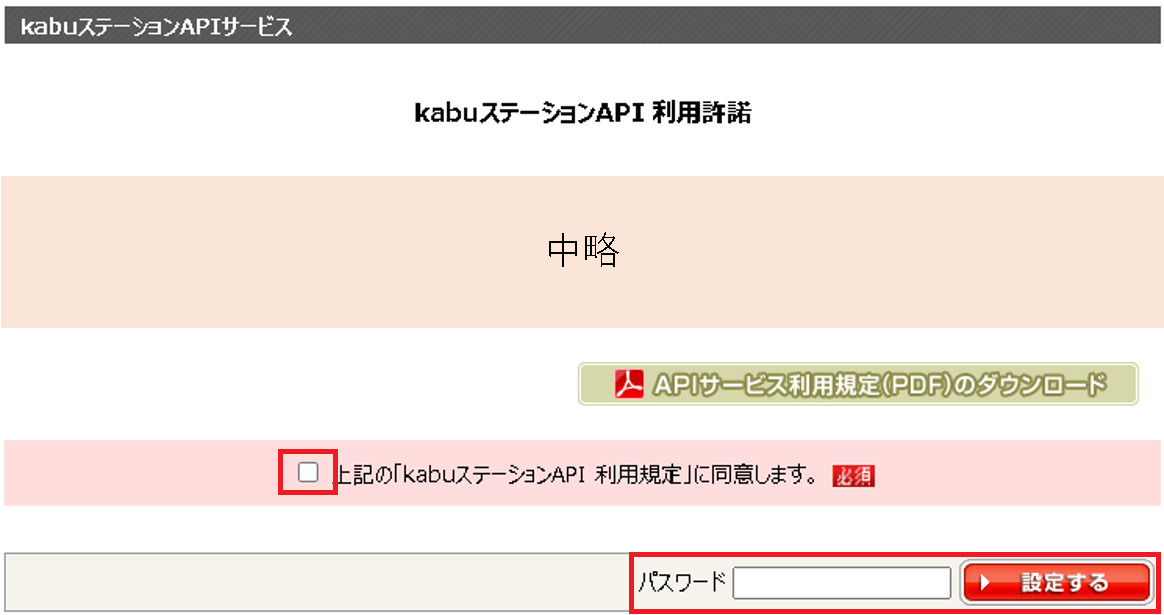 kabuステーションAPIサービス
kabuステーションAPI 利用許諾
中略
APIサービス利用規定(PDF)のダウンロード
上記の「kabuステーションAPI 利用規定」に同意します。 必須
パスワード 設定する